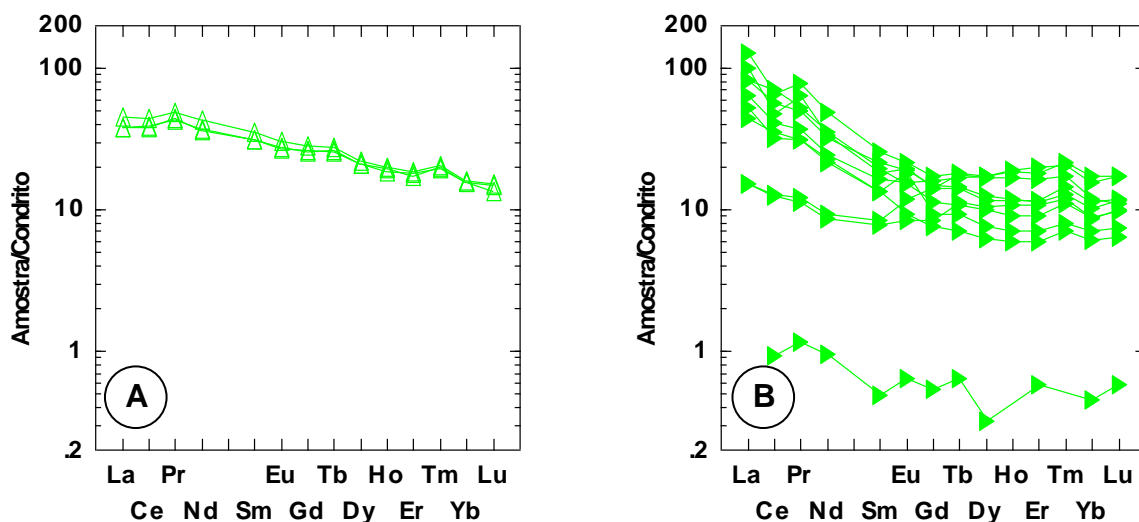 200
100
10
1
.2
Amostra/Condrito
A
La Pr Eu Tb Ho Tm Lu
Ce Nd Sm Gd Dy Er Yb
200
100
10
1
.2
Amostra/Condrito
B
La Pr Eu Tb Ho Tm Lu
Ce Nd Sm Gd Dy Er Yb